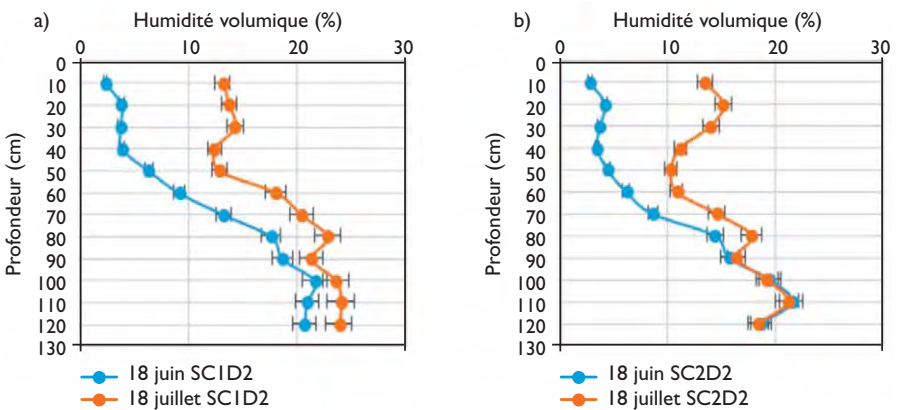 a) Humidité volumique (%)
0 10 20 30
Profondeur (cm)
0
10
20
30
40
50
60
70
80
90
100
110
120
130
18 juin SC1D2
18 juillet SC1D2
b) Humidité volumique (%)
0 10 20 30
Profondeur (cm)
0
10
20
30
40
50
60
70
80
90
100
110
120
130
18 juin SC2D2
18 juillet SC2D2